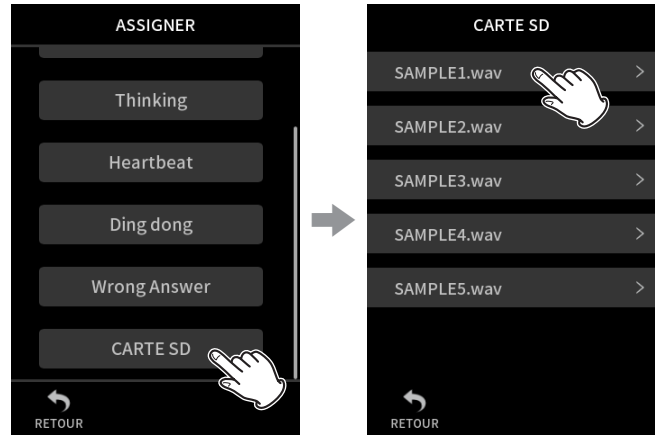 ASSIGNER
Thinking
Heartbeat
Ding dong
Wrong Answer
CARTE SD
RETOUR
CARTE SD
SAMPLE1.wav
SAMPLE2.wav
SAMPLE3.wav
SAMPLE4.wav
SAMPLE5.wav
RETOUR